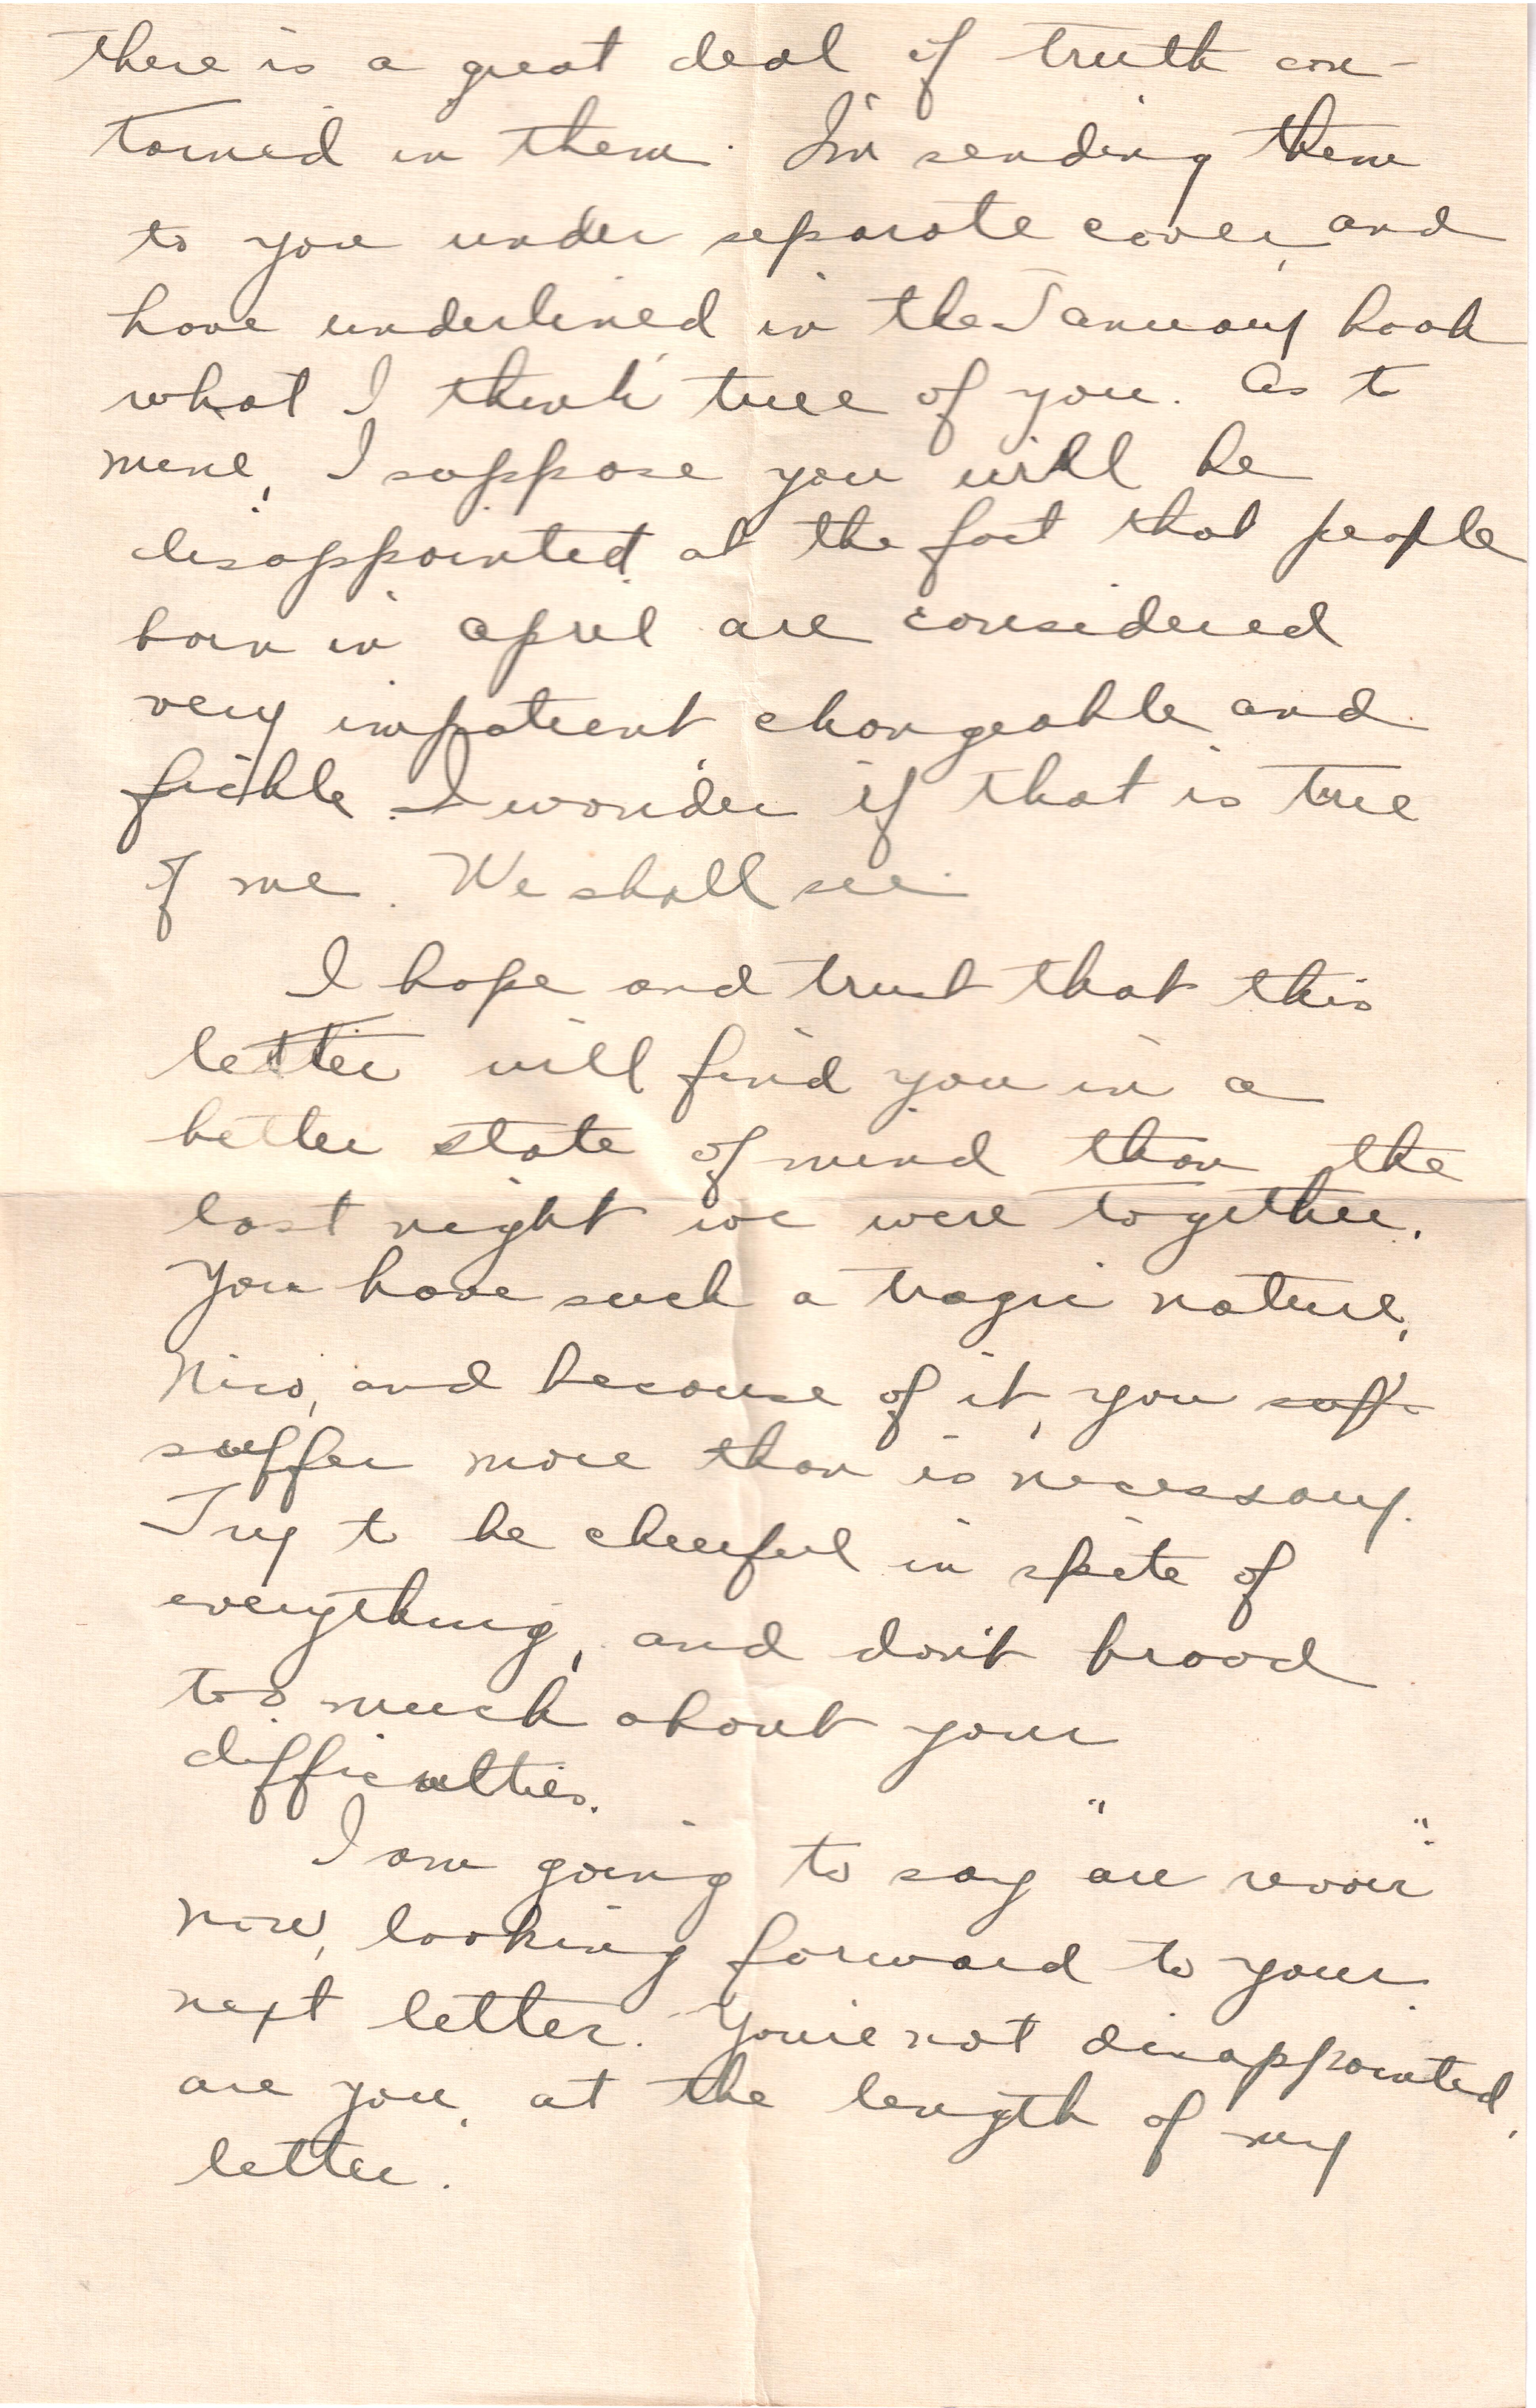 there is a great deal of truth con-
tained in them. I'm sending them
to you under separate cover, and
have underlined in the January book
what I think true of you. As to
mine, I suppose you will be
disappointed at the fact that people
born in April are considered
very impatient changeable and
fickle. I wonder if that is true
of me. We shall see.
I hope and trust that this
letter will find you in a
better state of mind than the
last night we were together.
You have such a tragic nature,
Nico, and because of it, you suff-
suffer more than is necessary.
Try to be cheerful in spite of
everything, and don't brood
too much about your
difficulties.
I am going to say "au revoir"
now, looking forward to your
next letter. You're not disappointed,
are you, at the length of my
letter.